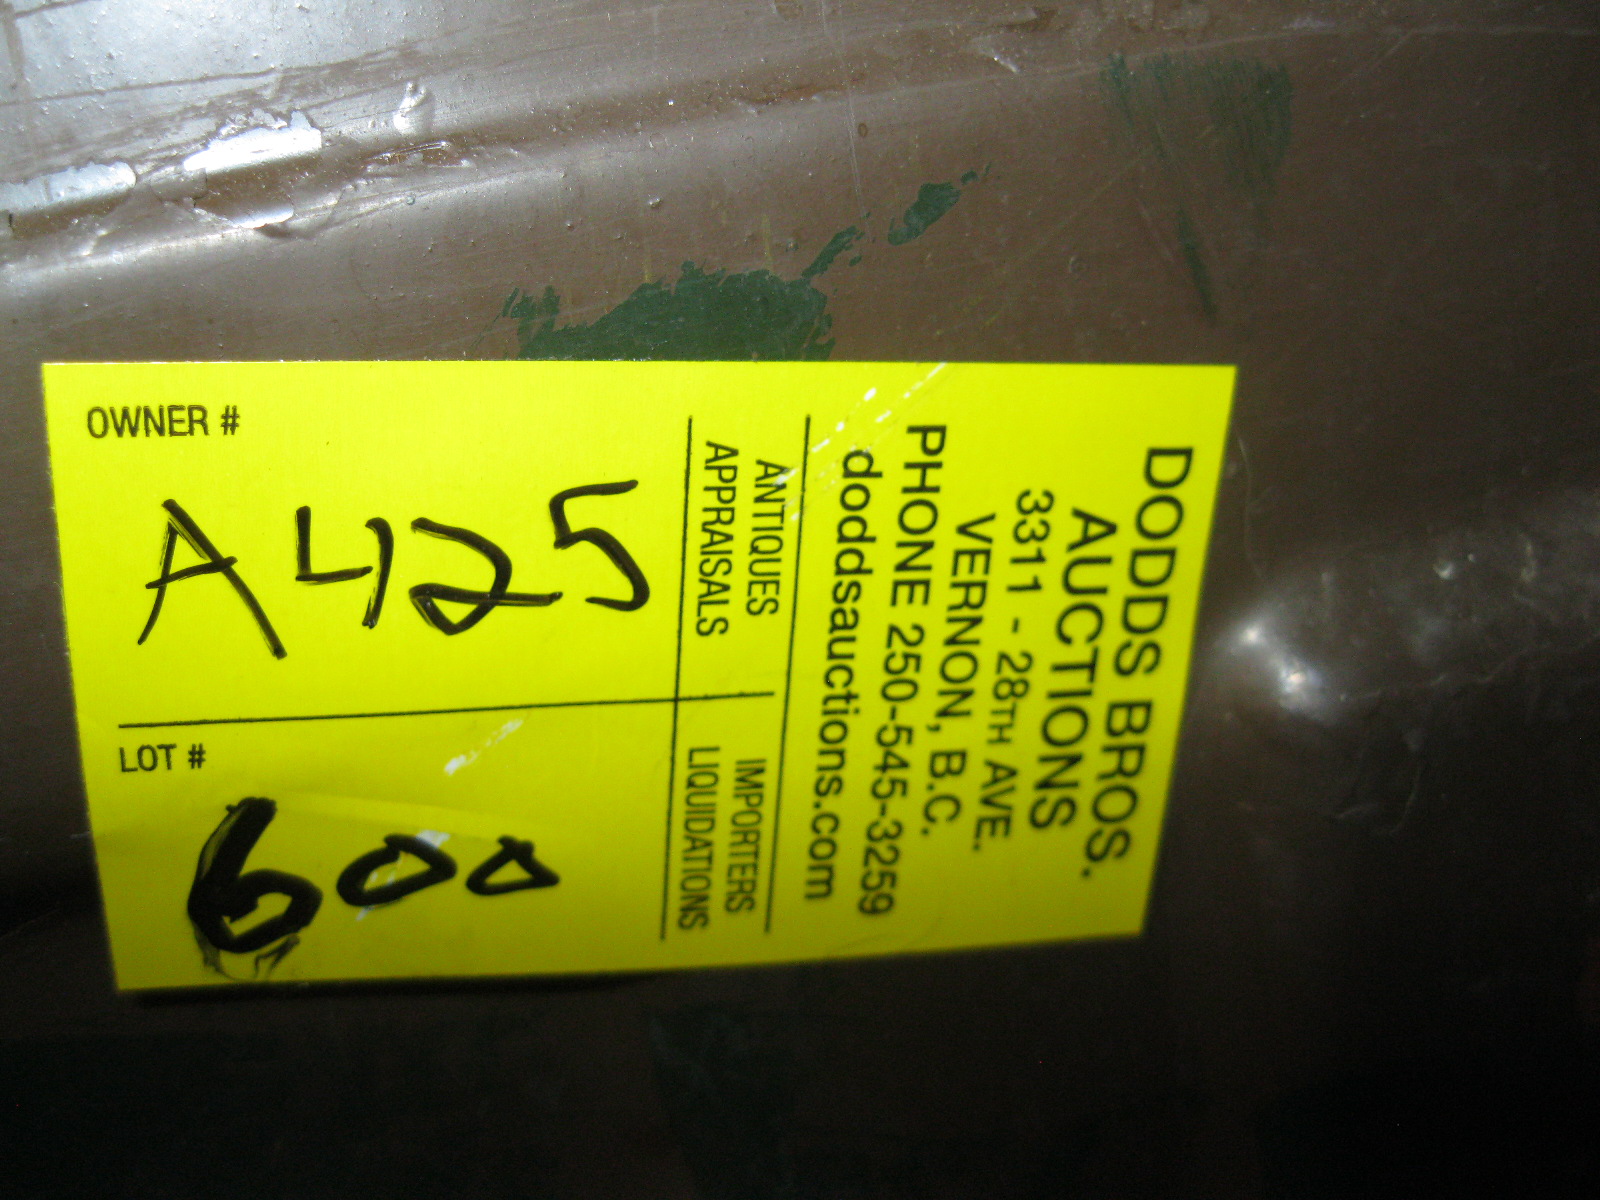 DODDS BROS.
AUCTIONS
3311 - 28TH AVE.
VERNON, B.C.
PHONE 250-545-3259
doddsauctions.com
ANTIQUES
APPRAISALS
IMPORTERS
LIQUIDATIONS
OWNER #
A425
LOT #
600